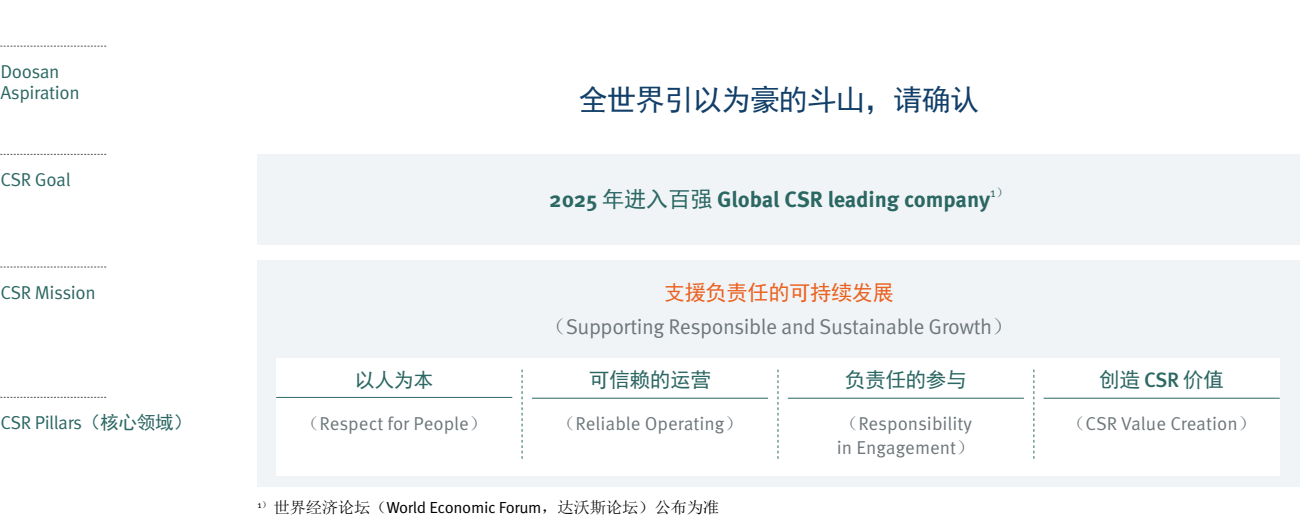 Doosan
Aspiration
全世界引以为豪的斗山，请确认
CSR Goal
2025 年进入百强 Global CSR leading company¹⁾
CSR Mission
支援负责任的可持续发展
（Supporting Responsible and Sustainable Growth）
CSR Pillars（核心领域）
以人为本
（Respect for People）
可信赖的运营
（Reliable Operating）
负责任的参与
（Responsibility
in Engagement）
创造 CSR 价值
（CSR Value Creation）
¹⁾ 世界经济论坛（World Economic Forum，达沃斯论坛）公布为准